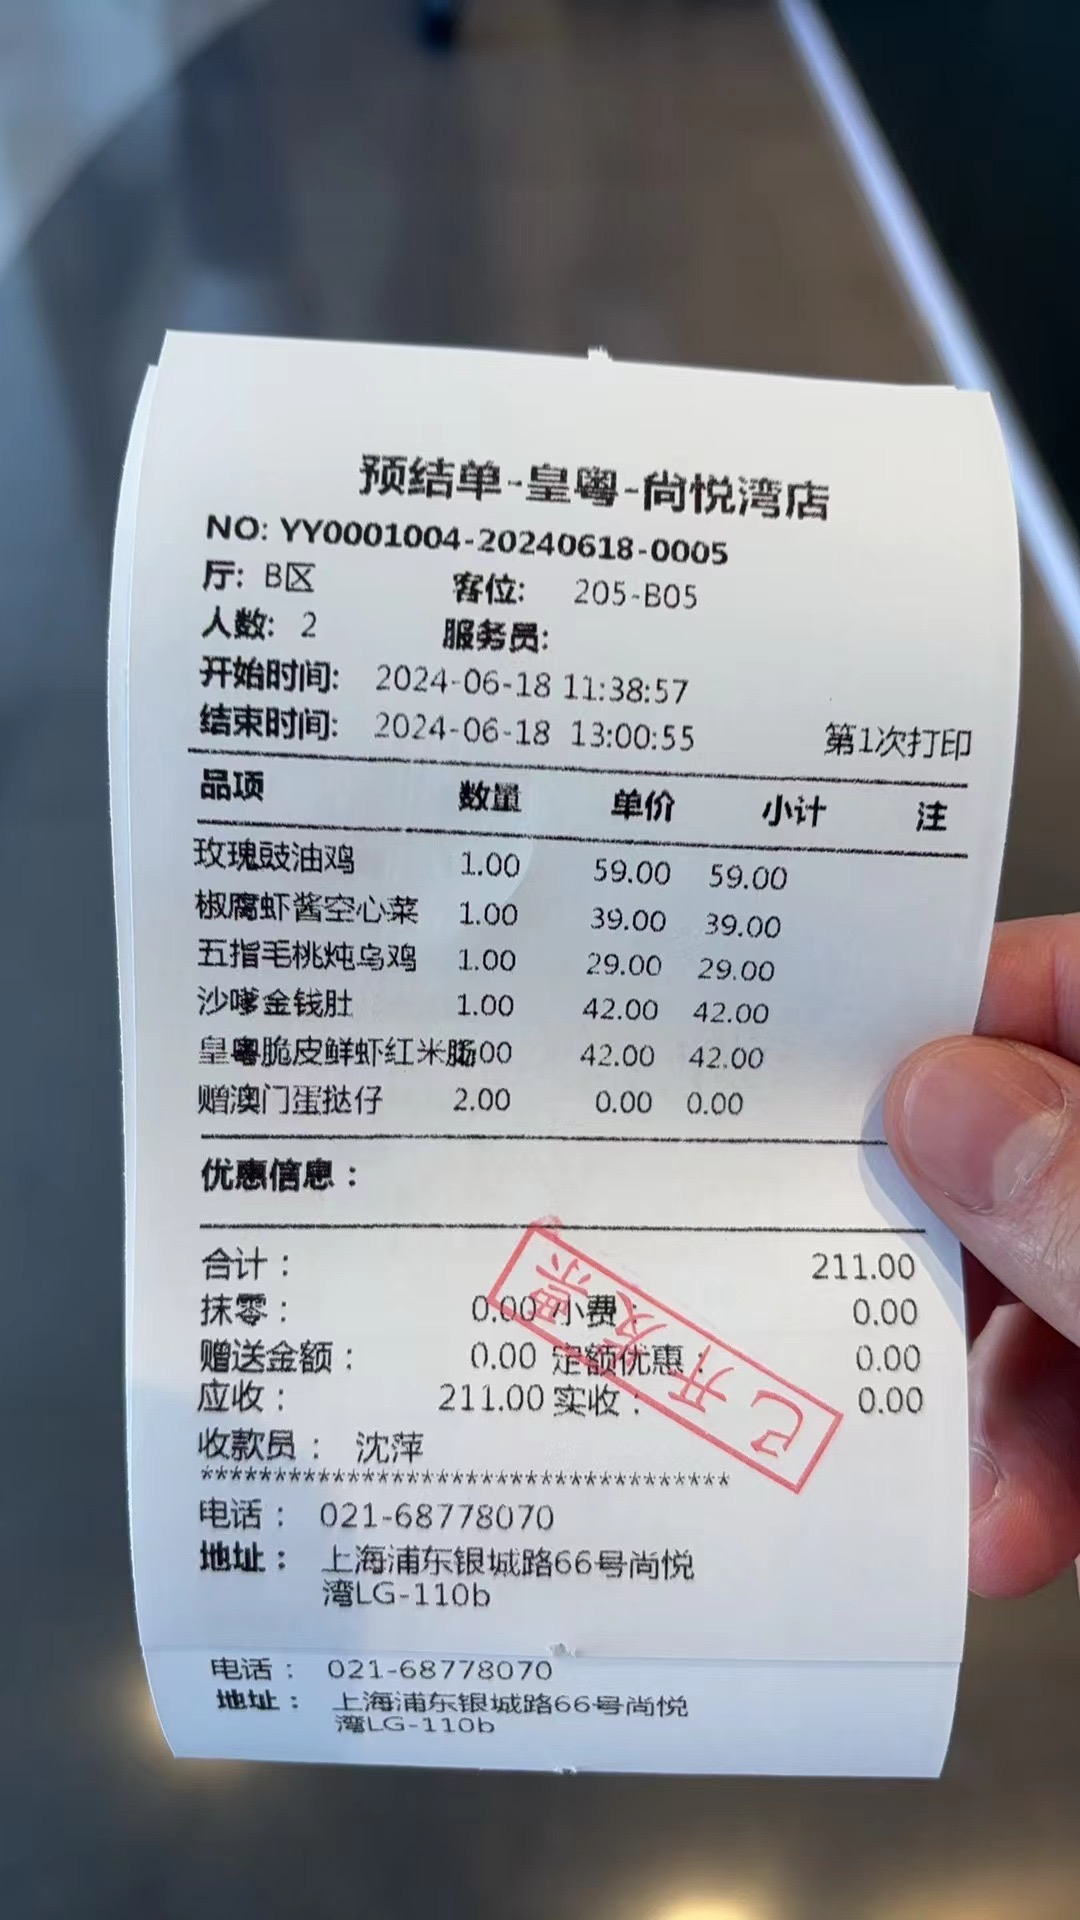 预结单-皇粤-尚悦湾店
NO: YY0001004-20240618-0005
厅: B区 客位: 205-B05
人数: 2 服务员:
开始时间: 2024-06-18 11:38:57
结束时间: 2024-06-18 13:00:55 第1次打印
品项 数量 单价 小计 注
玫瑰豉油鸡 1.00 59.00 59.00
椒腐虾酱空心菜 1.00 39.00 39.00
五指毛桃炖乌鸡 1.00 29.00 29.00
沙嗲金钱肚 1.00 42.00 42.00
皇粤脆皮鲜虾红米肠 .00 42.00 42.00
赠澳门蛋挞仔 2.00 0.00 0.00
优惠信息：
合计： 211.00
抹零： 0.00 小费： 0.00
赠送金额： 0.00 定额优惠： 0.00
应收： 211.00 实收： 0.00
已开发票
收款员： 沈萍
************************************
电话： 021-68778070
地址： 上海浦东银城路66号尚悦
湾LG-110b
电话： 021-68778070
地址： 上海浦东银城路66号尚悦
湾LG-110b